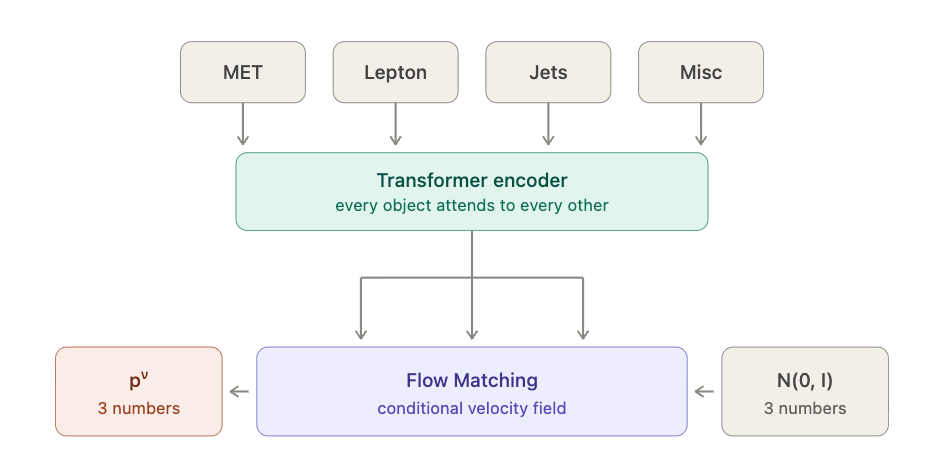 MET
Lepton
Jets
Misc
Transformer encoder
every object attends to every other
pᵛ
3 numbers
Flow Matching
conditional velocity field
N(0, I)
3 numbers